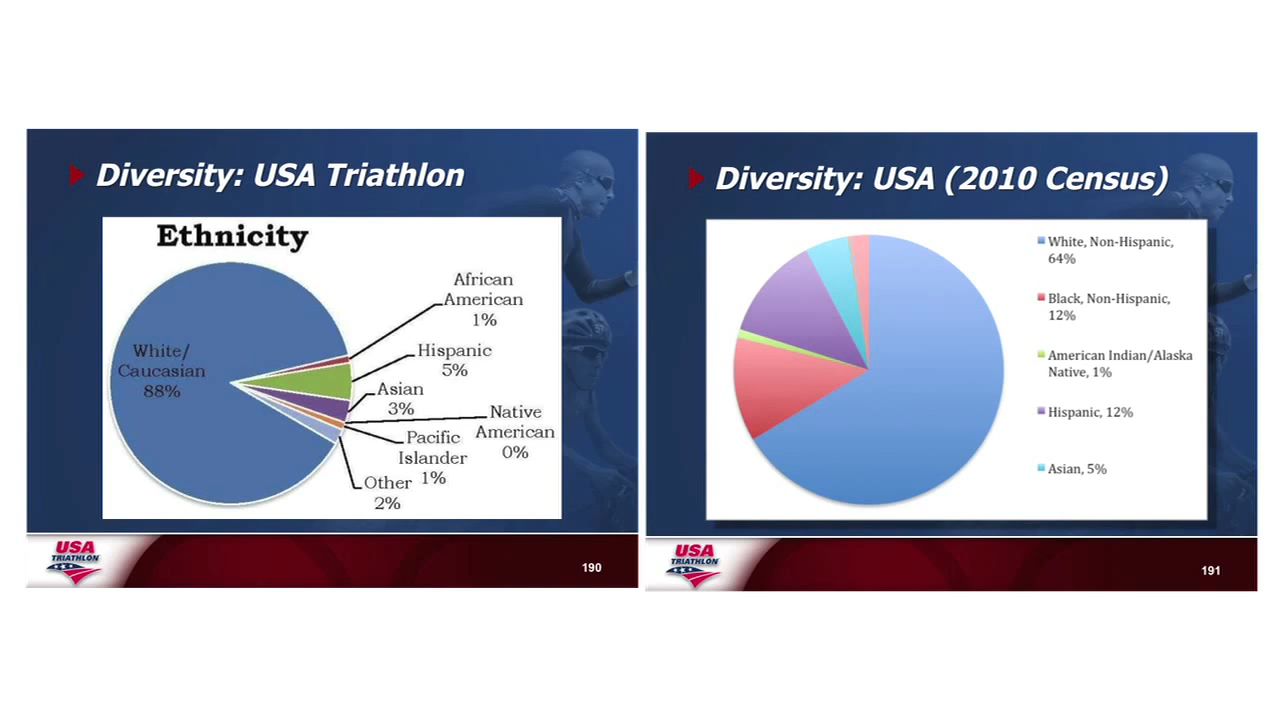 Diversity: USA Triathlon
Ethnicity
White/
Caucasian
88%
African
American
1%
Hispanic
5%
Asian
3%
Native
American
0%
Pacific
Islander
1%
Other
2%
USA
TRIATHLON
190
Diversity: USA (2010 Census)
White, Non-Hispanic,
64%
Black, Non-Hispanic,
12%
American Indian/Alaska
Native, 1%
Hispanic, 12%
Asian, 5%
USA
TRIATHLON
191